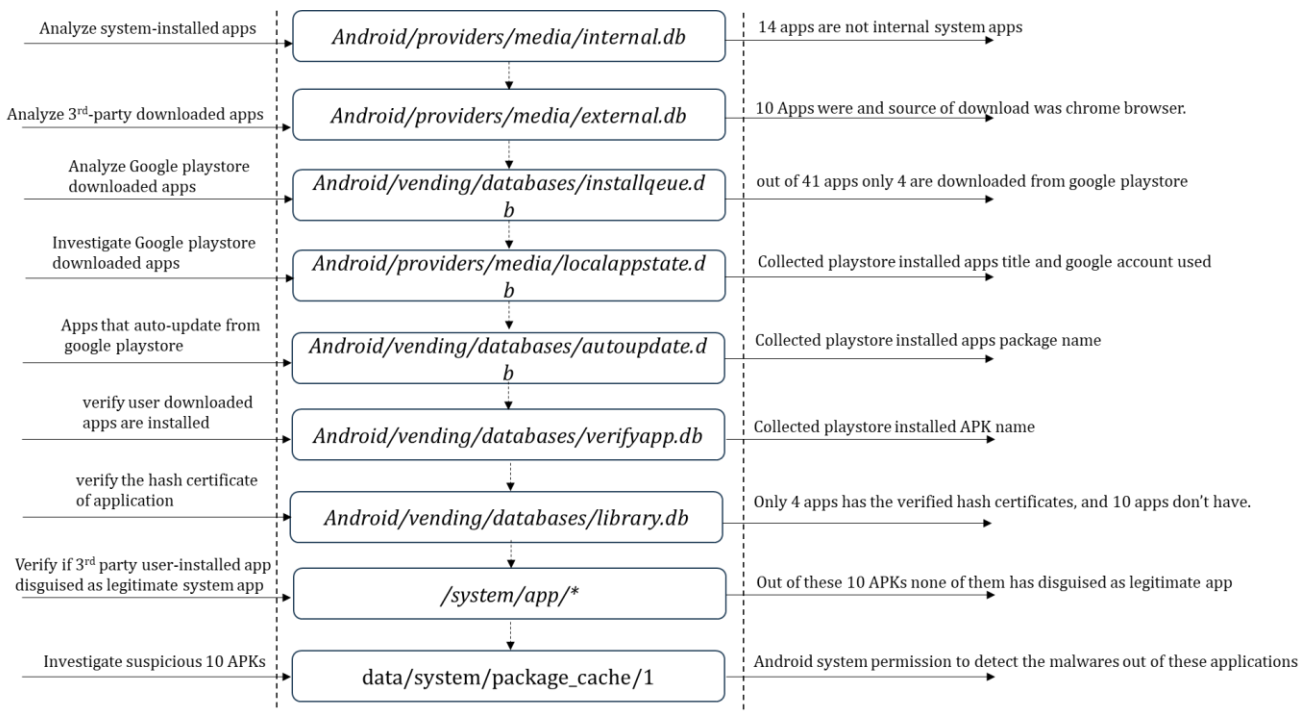 Analyze system-installed apps
Android/providers/media/internal.db
14 apps are not internal system apps
Analyze 3rd-party downloaded apps
Android/providers/media/external.db
10 Apps were and source of download was chrome browser.
Analyze Google playstore
downloaded apps
Android/vending/databases/installqeue.d
b
out of 41 apps only 4 are downloaded from google playstore
Investigate Google playstore
downloaded apps
Android/providers/media/localappstate.d
b
Collected playstore installed apps title and google account used
Apps that auto-update from
google playstore
Android/vending/databases/autoupdate.d
b
Collected playstore installed apps package name
verify user downloaded
apps are installed
Android/vending/databases/verifyapp.db
Collected playstore installed APK name
verify the hash certificate
of application
Android/vending/databases/library.db
Only 4 apps has the verified hash certificates, and 10 apps don't have.
Verify if 3rd party user-installed app
disguised as legitimate system app
/system/app/*
Out of these 10 APKs none of them has disguised as legitimate app
Investigate suspicious 10 APKs
data/system/package_cache/1
Android system permission to detect the malwares out of these applications